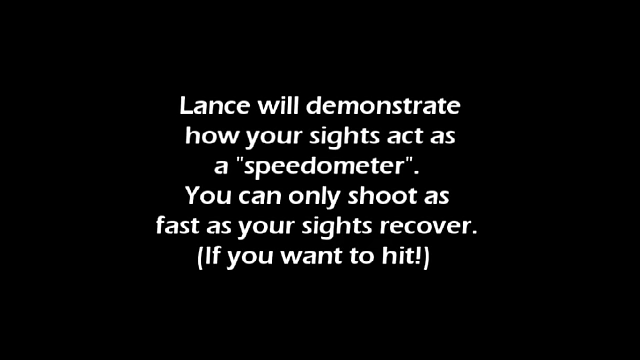 Lance will demonstrate
how your sights act as
a "speedometer".
You can only shoot as
fast as your sights recover.
(If you want to hit!)